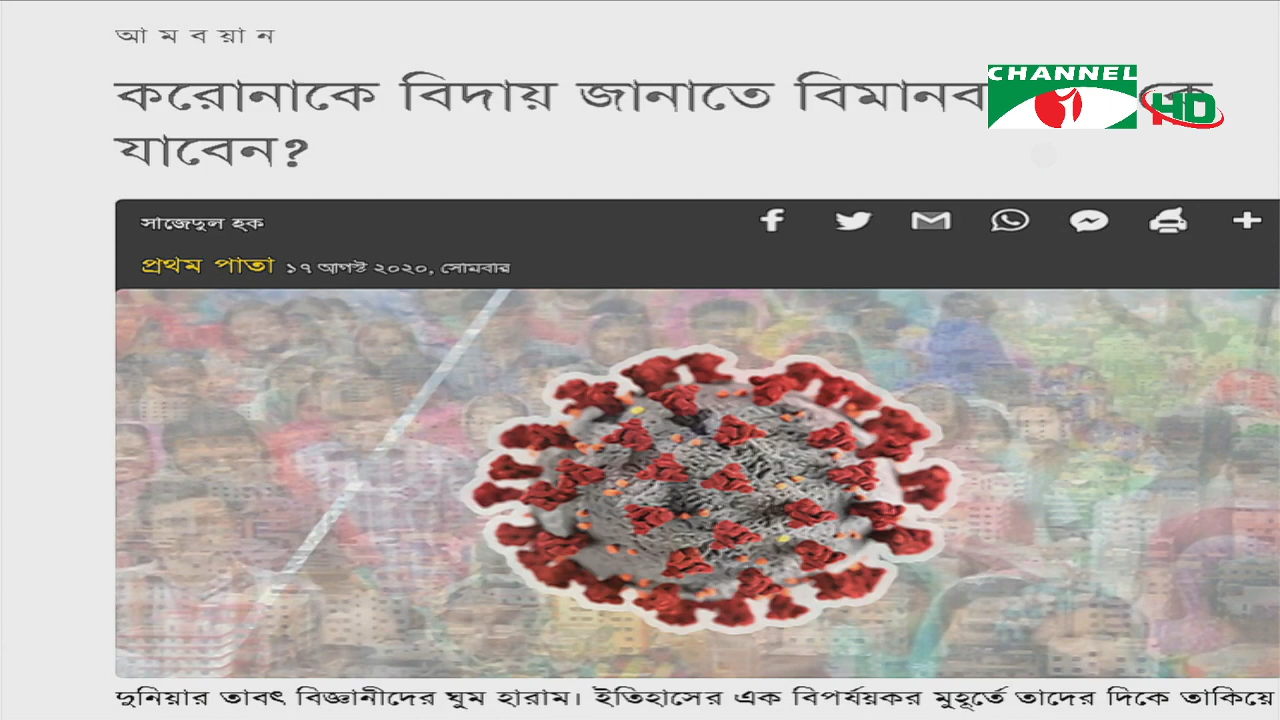 আ ম ব য়া ন
করোনাকে বিদায় জানাতে বিমানব কে
CHANNEL
i
HD
যাবেন?
সাজেদুল হক
প্রথম পাতা ১৭ আগস্ট ২০২০, সোমবার
দুনিয়ার তাবৎ বিজ্ঞানীদের ঘুম হারাম। ইতিহাসের এক বিপর্যয়কর মুহূর্তে তাদের দিকে তাকিয়ে